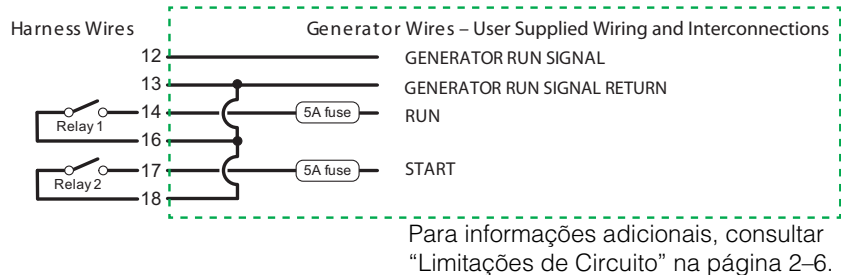 Harness Wires
Generator Wires – User Supplied Wiring and Interconnections
12
GENERATOR RUN SIGNAL
13
GENERATOR RUN SIGNAL RETURN
14
5A fuse
RUN
Relay 1
16
17
5A fuse
START
Relay 2
18
Para informações adicionais, consultar
“Limitações de Circuito” na página 2–6.